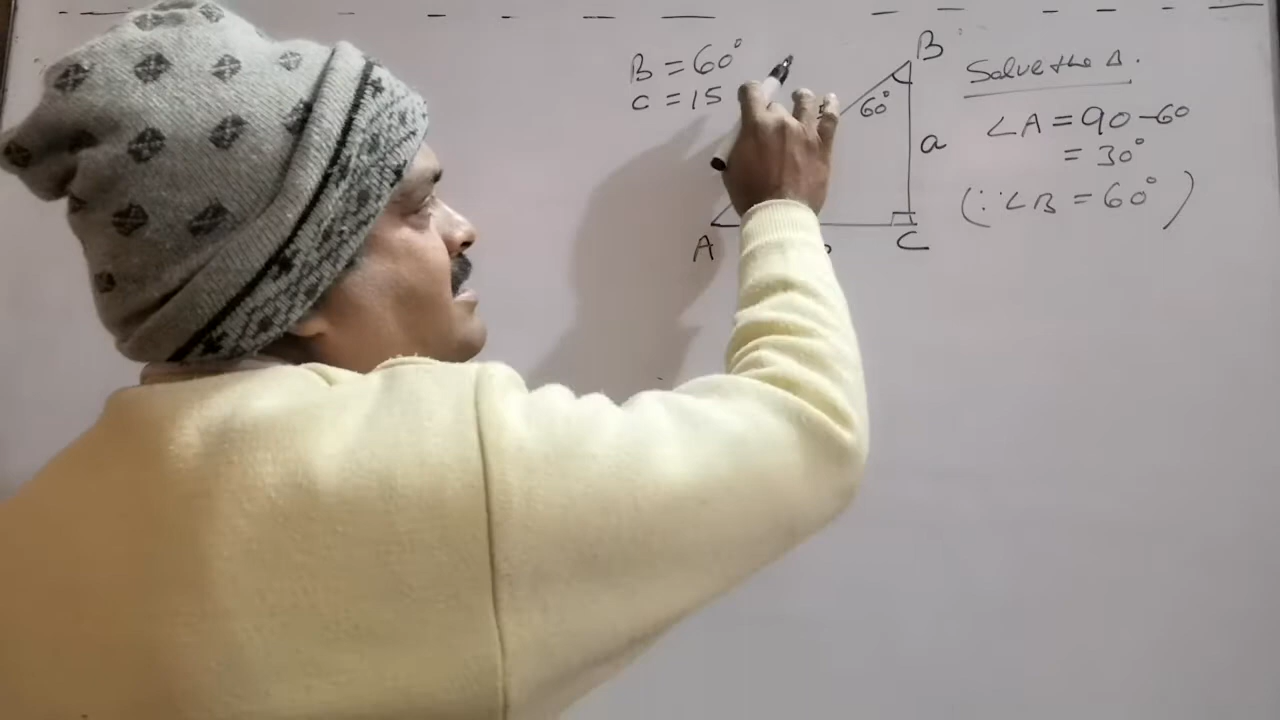 B = 60°
c = 15
B
60°
a
A
C
Solve the Δ.
∠A = 90 - 60
= 30°
(∵ ∠B = 60°)